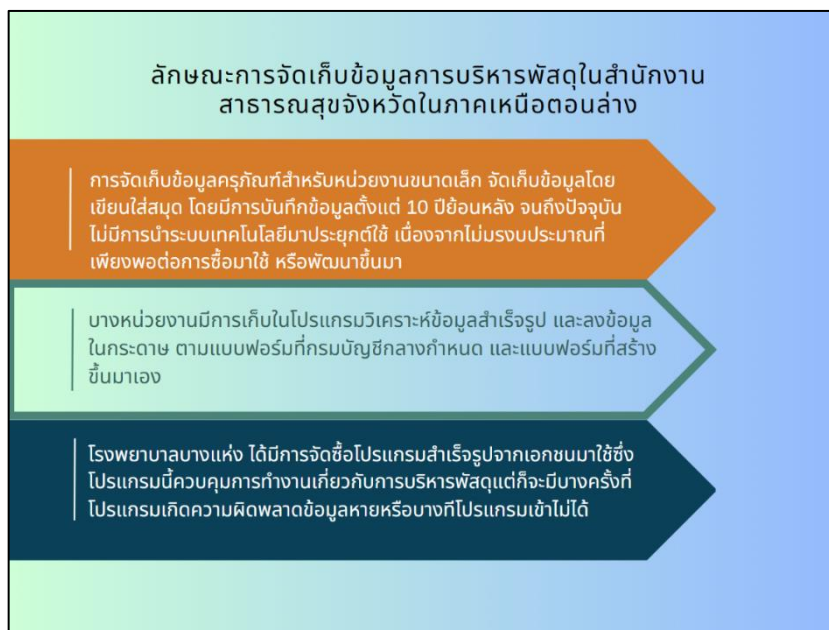 ลักษณะการจัดเก็บข้อมูลการบริหารพัสดุในสำนักงาน
สาธารณสุขจังหวัดในภาคเหนือตอนล่าง
การจัดเก็บข้อมูลครุภัณฑ์สำหรับหน่วยงานขนาดเล็ก จัดเก็บข้อมูลโดย
เขียนใส่สมุด โดยมีการบันทึกข้อมูลตั้งแต่ 10 ปีย้อนหลัง จนถึงปัจจุบัน
ไม่มีการนำระบบเทคโนโลยีมาประยุกต์ใช้ เนื่องจากไม่มรงบประมาณที่
เพียงพอต่อการซื้อมาใช้ หรือพัฒนาขึ้นมา
บางหน่วยงานมีการเก็บในโปรแกรมวิเคราะห์ข้อมูลสำเร็จรูป และลงข้อมูล
ในกระดาษ ตามแบบฟอร์มที่กรมบัญชีกลางกำหนด และแบบฟอร์มที่สร้าง
ขึ้นมาเอง
โรงพยาบาลบางแห่ง ได้มีการจัดซื้อโปรแกรมสำเร็จรูปจากเอกชนมาใช้ซึ่ง
โปรแกรมนี้ควบคุมการทำงานเกี่ยวกับการบริหารพัสดุแต่ก็จะมีบางครั้งที่
โปรแกรมเกิดความผิดพลาดข้อมูลหายหรือบางทีโปรแกรมเข้าไม่ได้